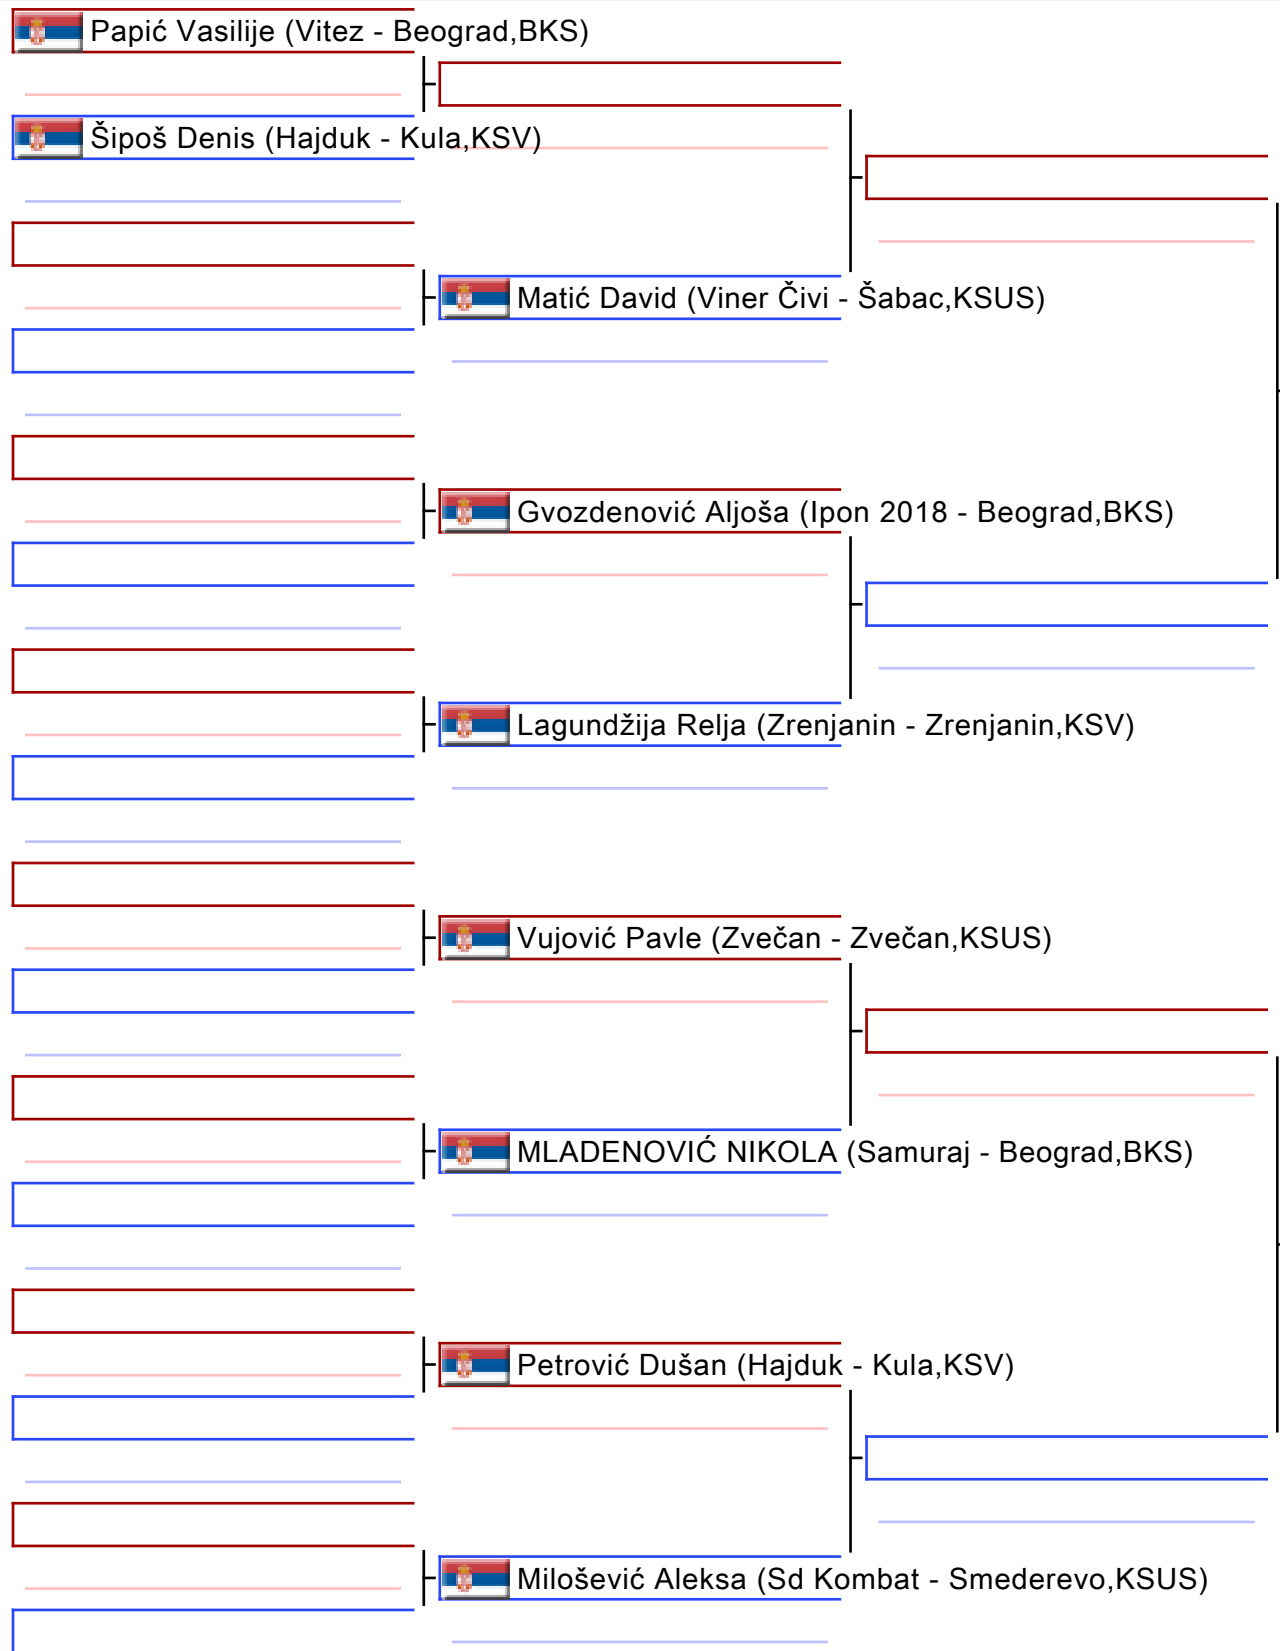 Papić Vasilije (Vitez - Beograd,BKS)
Šipoš Denis (Hajduk - Kula,KSV)
Matić David (Viner Čivi - Šabac,KSUS)
Gvozdenović Aljoša (Ipon 2018 - Beograd,BKS)
Lagundžija Relja (Zrenjanin - Zrenjanin,KSV)
Vujović Pavle (Zvečan - Zvečan,KSUS)
MLADENOVIĆ NIKOLA (Samuraj - Beograd,BKS)
Petrović Dušan (Hajduk - Kula,KSV)
Milošević Aleksa (Sd Kombat - Smederevo,KSUS)